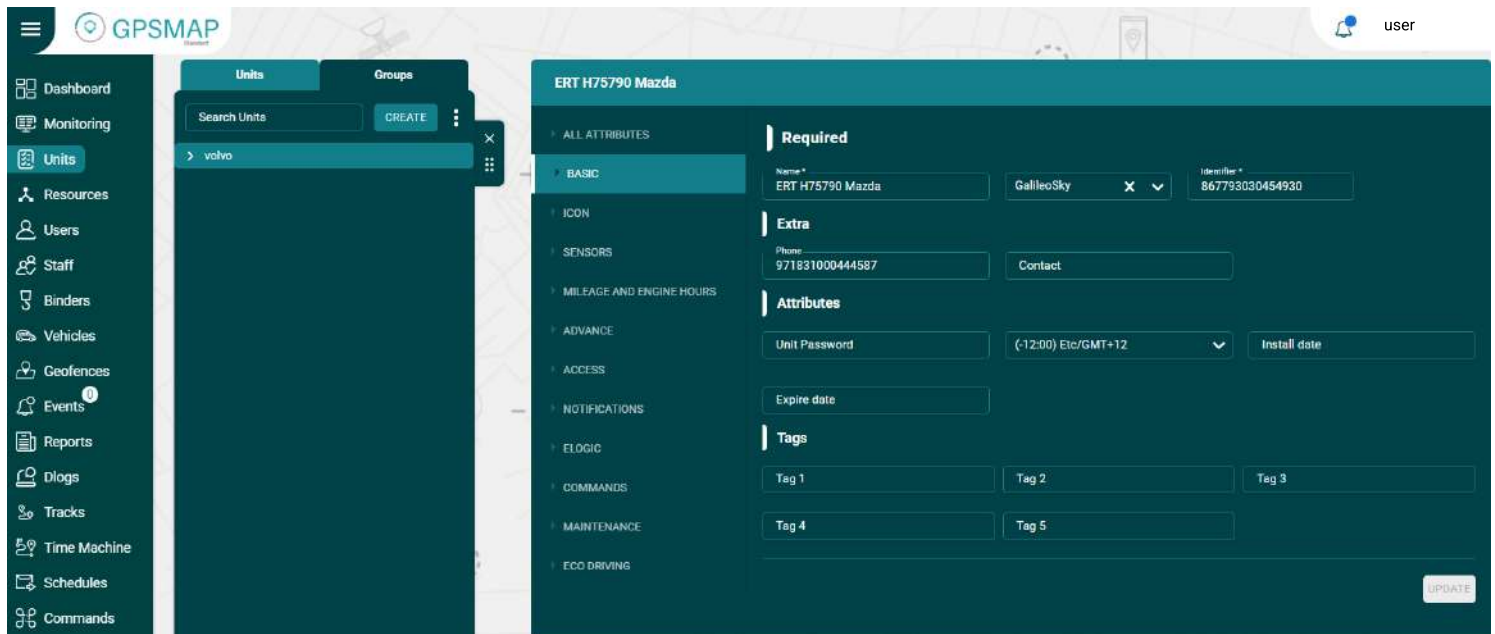 GPSMAP
Standart
user
Dashboard
Monitoring
Units
Resources
Users
Staff
Binders
Vehicles
Geofences
Events
0
Reports
Dlogs
Tracks
Time Machine
Schedules
Commands
Units
Groups
Search Units
CREATE
volvo
ERT H75790 Mazda
ALL ATTRIBUTES
BASIC
ICON
SENSORS
MILEAGE AND ENGINE HOURS
ADVANCE
ACCESS
NOTIFICATIONS
ELOGIC
COMMANDS
MAINTENANCE
ECO DRIVING
Required
Name *
ERT H75790 Mazda
GalileoSky
Identifier *
867793030454930
Extra
Phone
971831000444587
Contact
Attributes
Unit Password
(-12:00) Etc/GMT+12
Install date
Expire date
Tags
Tag 1
Tag 2
Tag 3
Tag 4
Tag 5
UPDATE